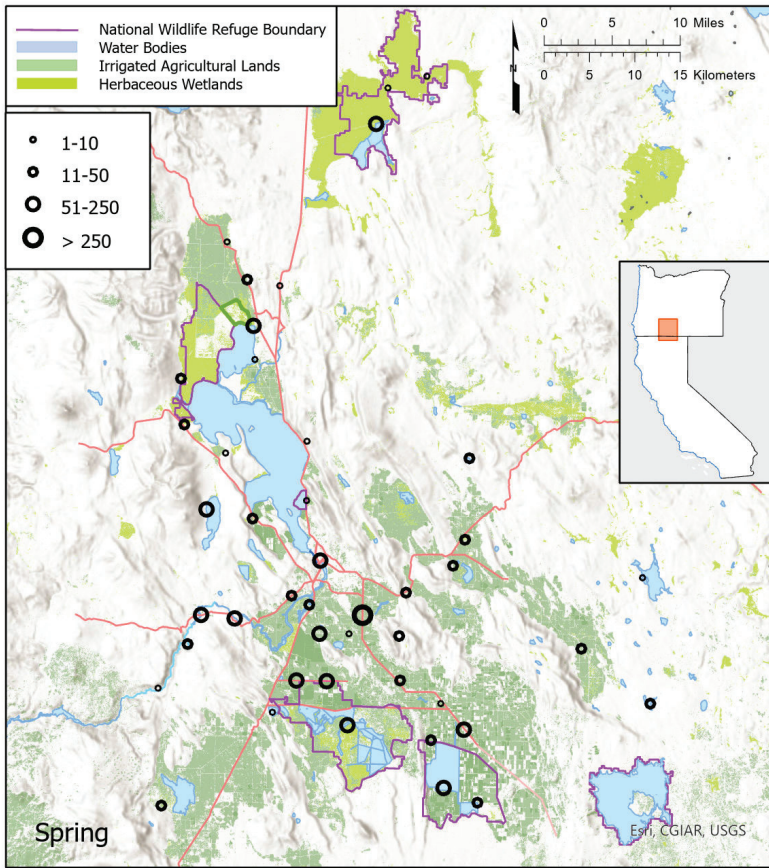 National Wildlife Refuge Boundary
Water Bodies
Irrigated Agricultural Lands
Herbaceous Wetlands
0 5 10 Miles
0 5 10 15 Kilometers
N
1-10
11-50
51-250
> 250
Spring
Esri, CGIAR, USGS